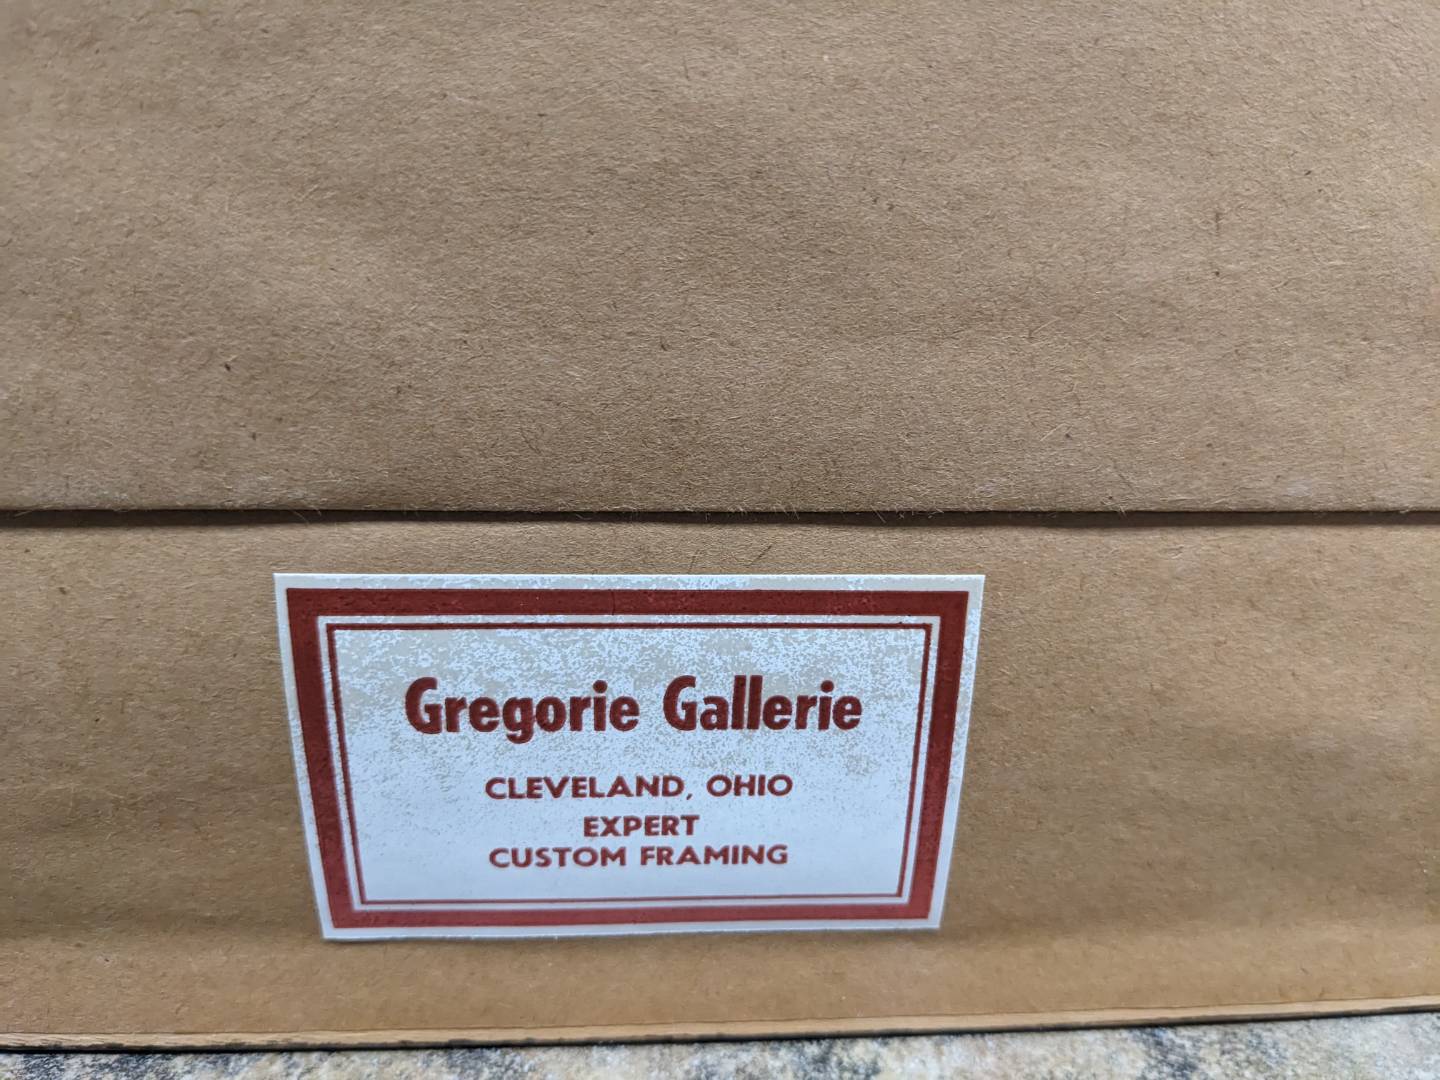 Gregorie Gallerie
CLEVELAND, OHIO
EXPERT
CUSTOM FRAMING